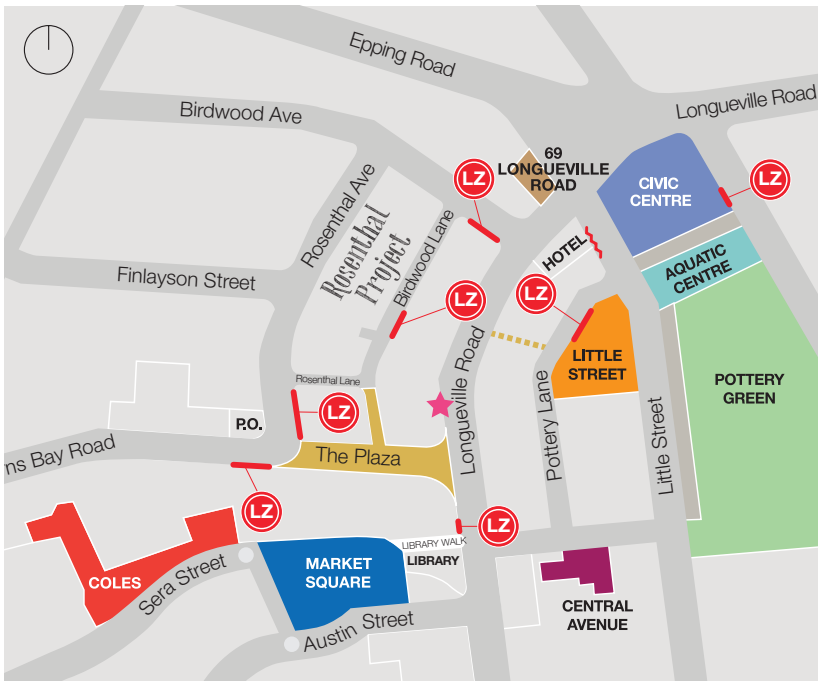 Epping Road
Longueville Road
Birdwood Ave
69
LONGUEVILLE
ROAD
LZ
LZ
CIVIC
CENTRE
Rosenthal Ave
Rosenthal
Project
Birdwood Lane
HOTEL
AQUATIC
CENTRE
Finlayson Street
LZ
LZ
Longueville Road
LITTLE
STREET
POTTERY
GREEN
Rosenthal Lane
LZ
P.O.
Pottery Lane
Little Street
ns Bay Road
The Plaza
LZ
LZ
LIBRARY WALK
LIBRARY
MARKET
SQUARE
COLES
Sera Street
CENTRAL
AVENUE
Austin Street